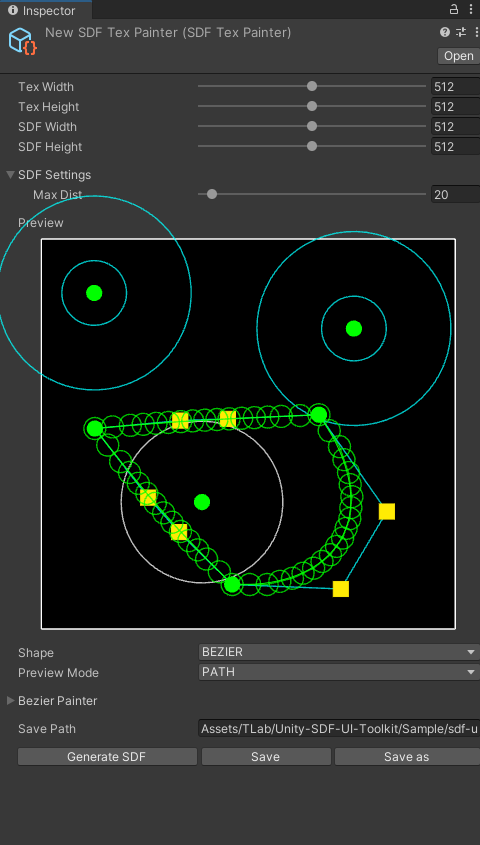 Inspector
New SDF Tex Painter (SDF Tex Painter)
Open
Tex Width 512
Tex Height 512
SDF Width 512
SDF Height 512
SDF Settings
Max Dist 20
Preview
Shape BEZIER
Preview Mode PATH
Bezier Painter
Save Path Assets/TLab/Unity-SDF-UI-Toolkit/Sample/sdf-u
Generate SDF Save Save as